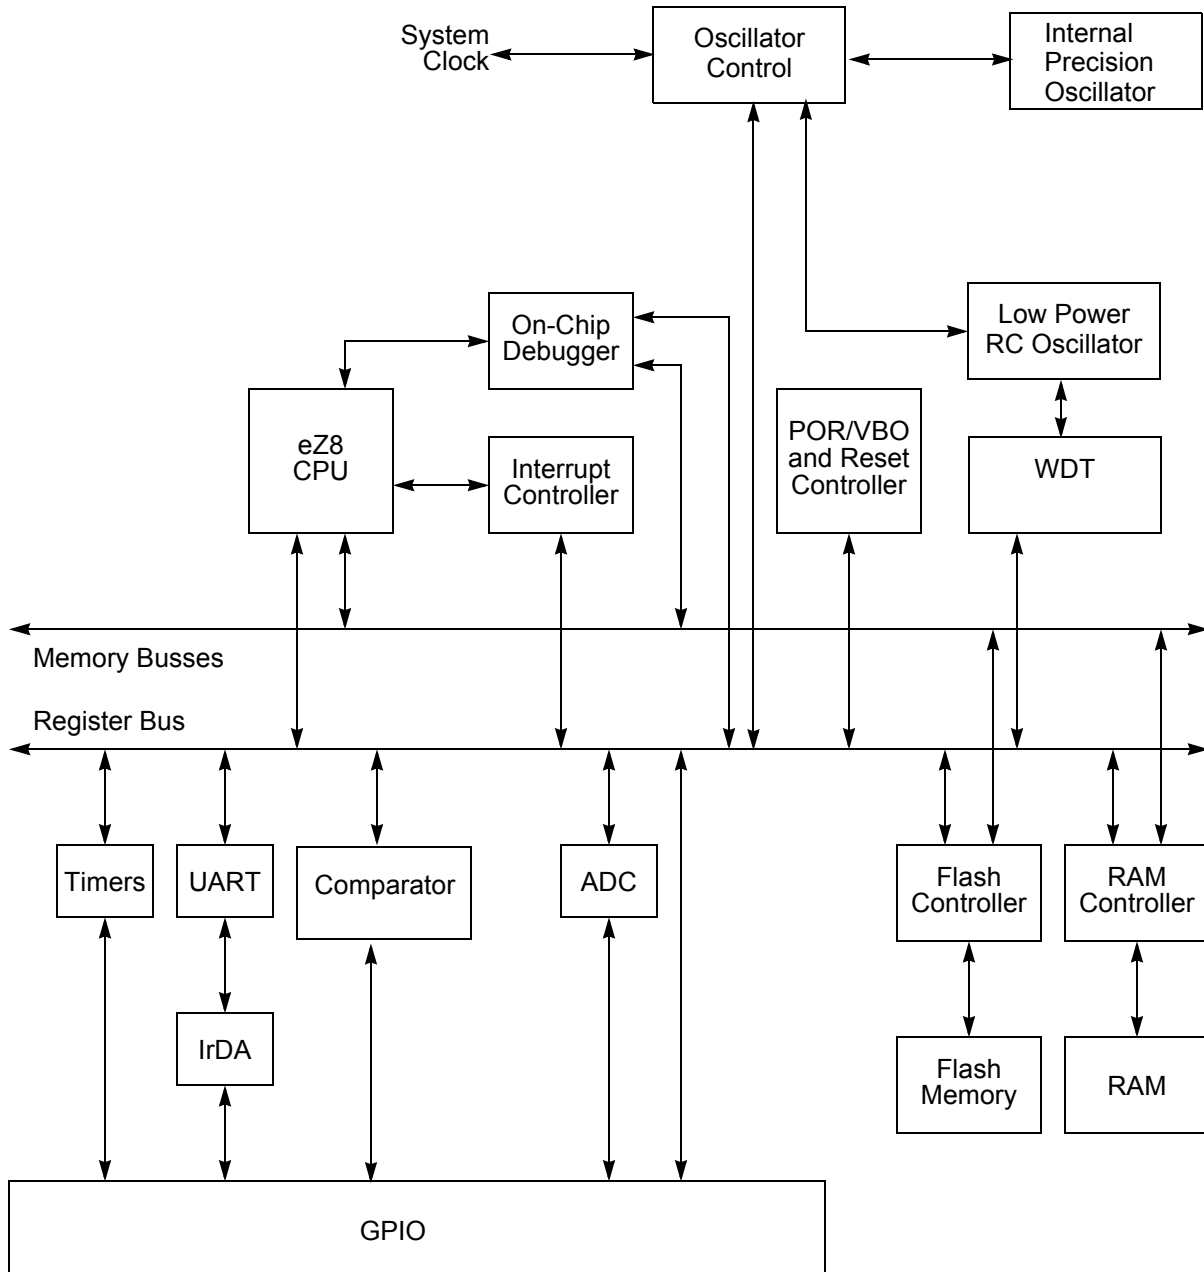 System
Clock
Oscillator
Control
Internal
Precision
Oscillator
On-Chip
Debugger
Low Power
RC Oscillator
eZ8
CPU
Interrupt
Controller
POR/VBO
and Reset
Controller
WDT
Memory Busses
Register Bus
Timers
UART
Comparator
ADC
Flash
Controller
RAM
Controller
IrDA
Flash
Memory
RAM
GPIO